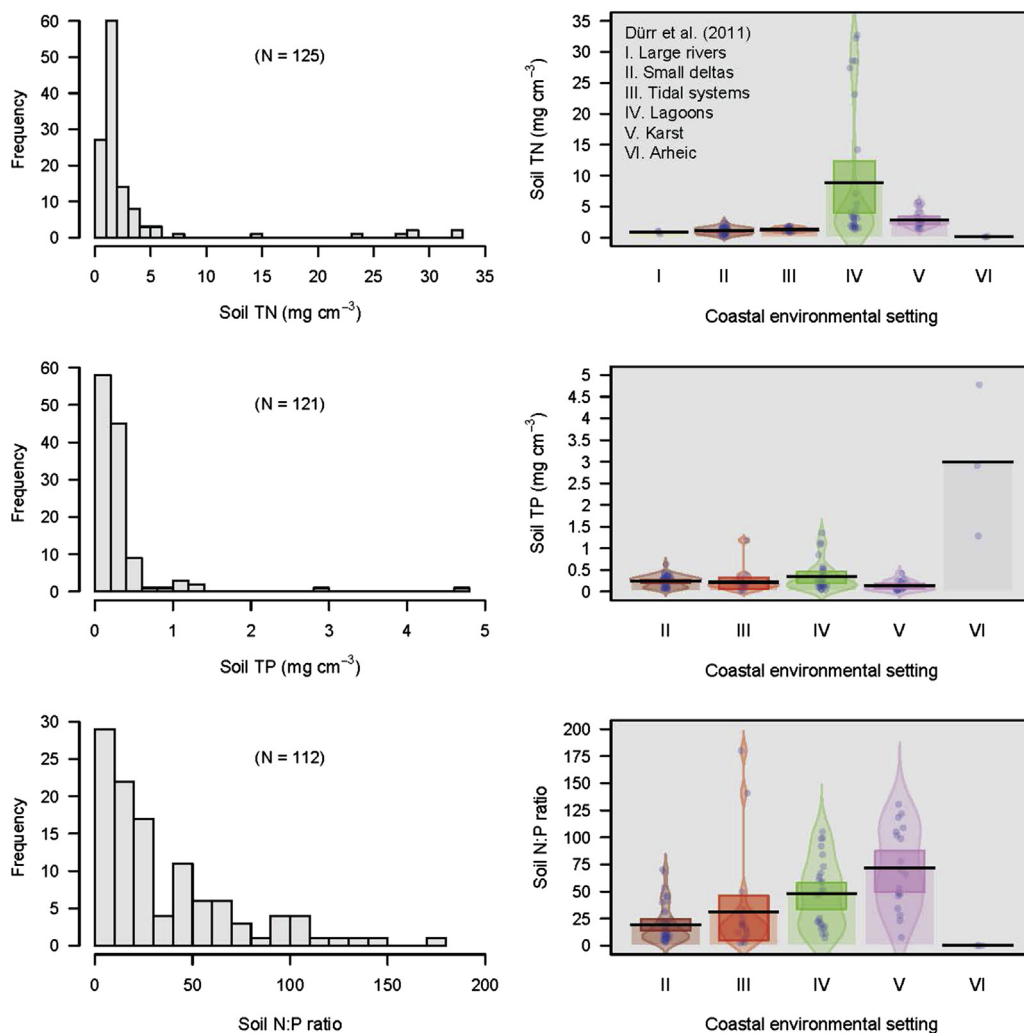 60
50
40
30
20
10
0
Frequency
(N = 125)
0 5 10 15 20 25 30 35
Soil TN (mg cm⁻³)
35
30
25
20
15
10
5
0
Soil TN (mg cm⁻³)
Dürr et al. (2011)
I. Large rivers
II. Small deltas
III. Tidal systems
IV. Lagoons
V. Karst
VI. Arheic
I II III IV V VI
Coastal environmental setting
60
50
40
30
20
10
0
Frequency
(N = 121)
0 1 2 3 4 5
Soil TP (mg cm⁻³)
5
4.5
4
3.5
3
2.5
2
1.5
1
0.5
0
Soil TP (mg cm⁻³)
II III IV V VI
Coastal environmental setting
30
25
20
15
10
5
0
Frequency
(N = 112)
0 50 100 150 200
Soil N:P ratio
200
175
150
125
100
75
50
25
0
Soil N:P ratio
II III IV V VI
Coastal environmental setting